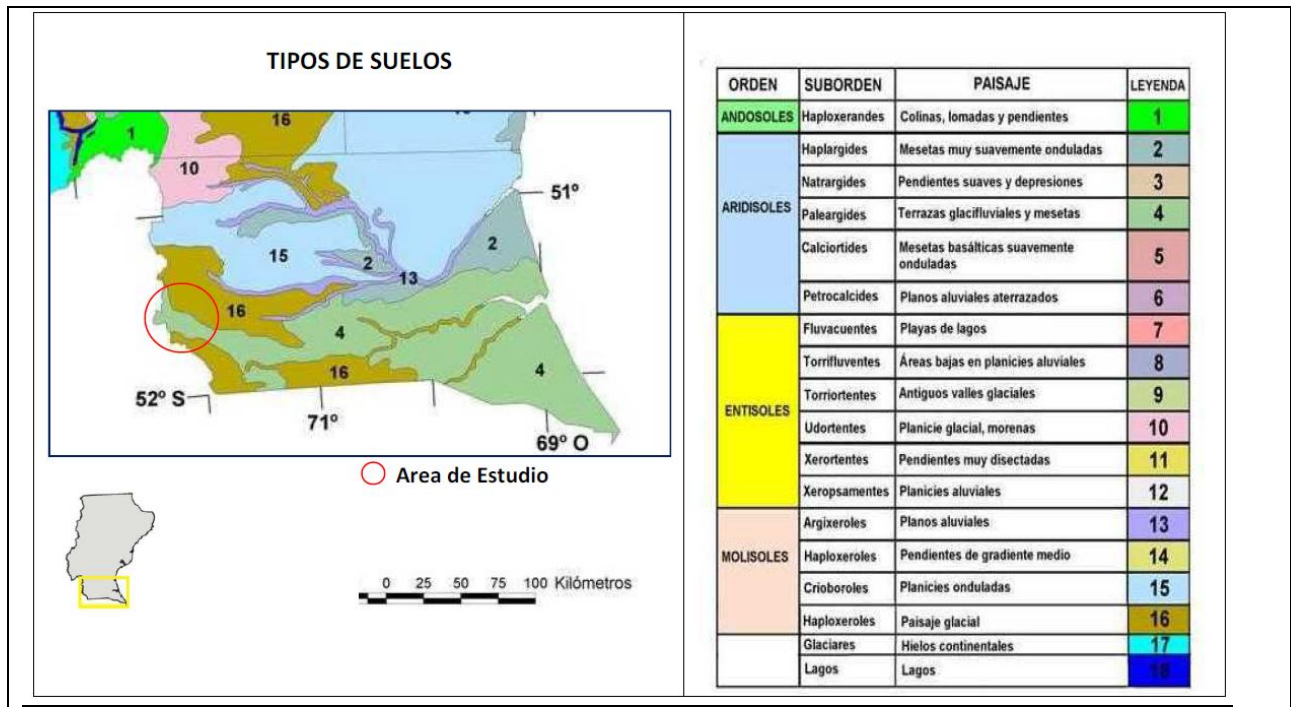 TIPOS DE SUELOS
1
16
10
51º
15
2
2
13
16
4
16
4
52º S
71º
69º O
Area de Estudio
0 25 50 75 100 Kilómetros
ORDEN SUBORDEN PAISAJE LEYENDA
ANDOSOLES Haploxerandes Colinas, lomadas y pendientes 1
ARIDISOLES
Haplargides Mesetas muy suavemente onduladas 2
Natrargides Pendientes suaves y depresiones 3
Paleargides Terrazas glacifluviales y mesetas 4
Calciortides Mesetas basálticas suavemente
onduladas 5
Petrocalcides Planos aluviales aterrazados 6
ENTISOLES
Fluvacuentes Playas de lagos 7
Torrifluventes Áreas bajas en planicies aluviales 8
Torriortentes Antiguos valles glaciales 9
Udortentes Planicie glacial, morenas 10
Xerortentes Pendientes muy disectadas 11
Xeropsamentes Planicies aluviales 12
MOLISOLES
Argixeroles Planos aluviales 13
Haploxeroles Pendientes de gradiente medio 14
Crioboroles Planicies onduladas 15
Haploxeroles Paisaje glacial 16
Glaciares Hielos continentales 17
Lagos Lagos 18